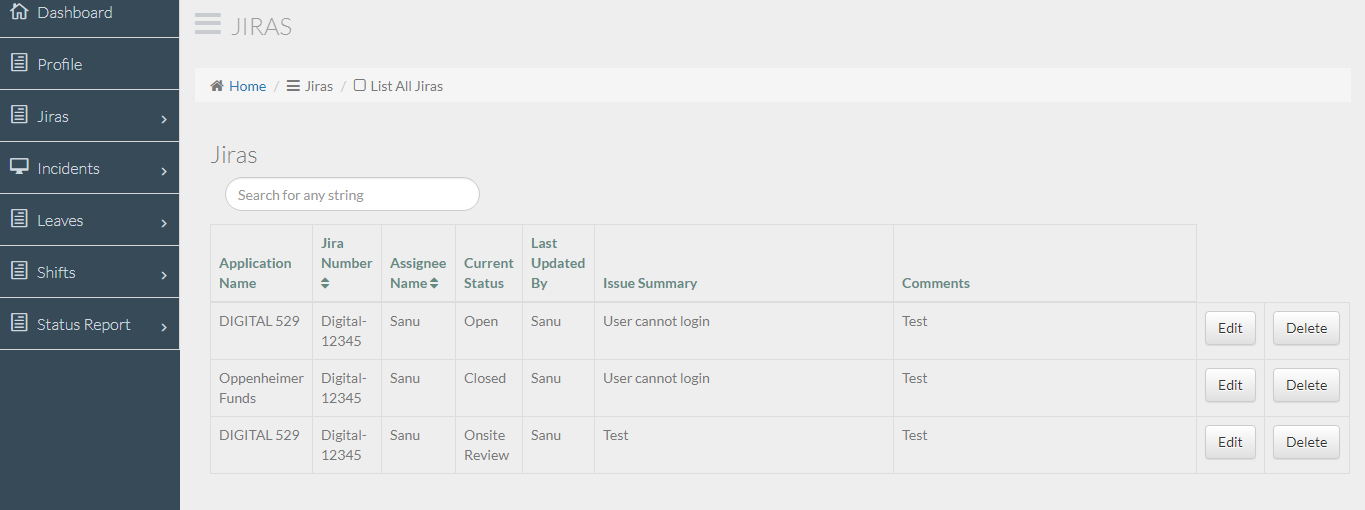 Dashboard
Profile
Jiras
Incidents
Leaves
Shifts
Status Report
JIRAS
Home / Jiras / List All Jiras
Jiras
Search for any string
Application Name
Jira Number
Assignee Name
Current Status
Last Updated By
Issue Summary
Comments
DIGITAL 529 Digital- Sanu Open Sanu User cannot login Test Edit Delete
12345
Oppenheimer Digital- Sanu Closed Sanu User cannot login Test Edit Delete
Funds 12345
DIGITAL 529 Digital- Sanu Onsite Sanu Test Test Edit Delete
12345 Review